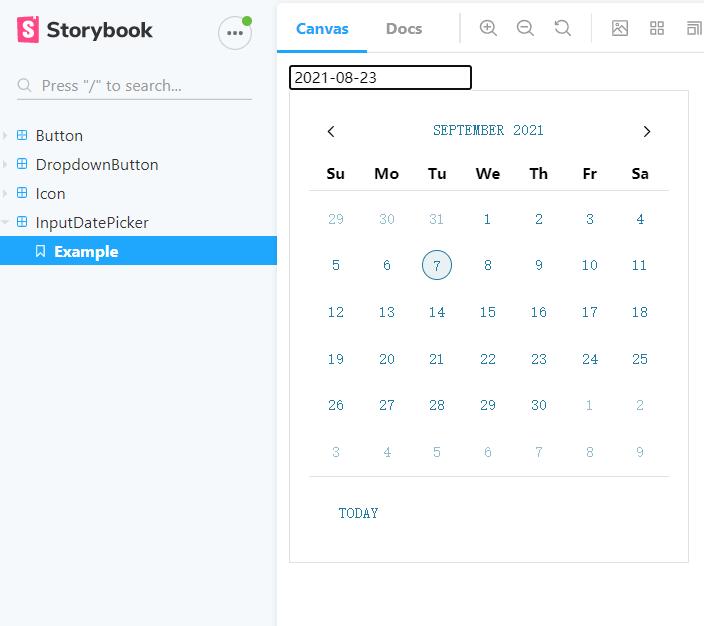 Storybook
Press "/" to search...
Button
DropdownButton
Icon
InputDatePicker
Example
Canvas Docs
2021-08-23
SEPTEMBER 2021
Su Mo Tu We Th Fr Sa
29 30 31 1 2 3 4
5 6 7 8 9 10 11
12 13 14 15 16 17 18
19 20 21 22 23 24 25
26 27 28 29 30 1 2
3 4 5 6 7 8 9
TODAY